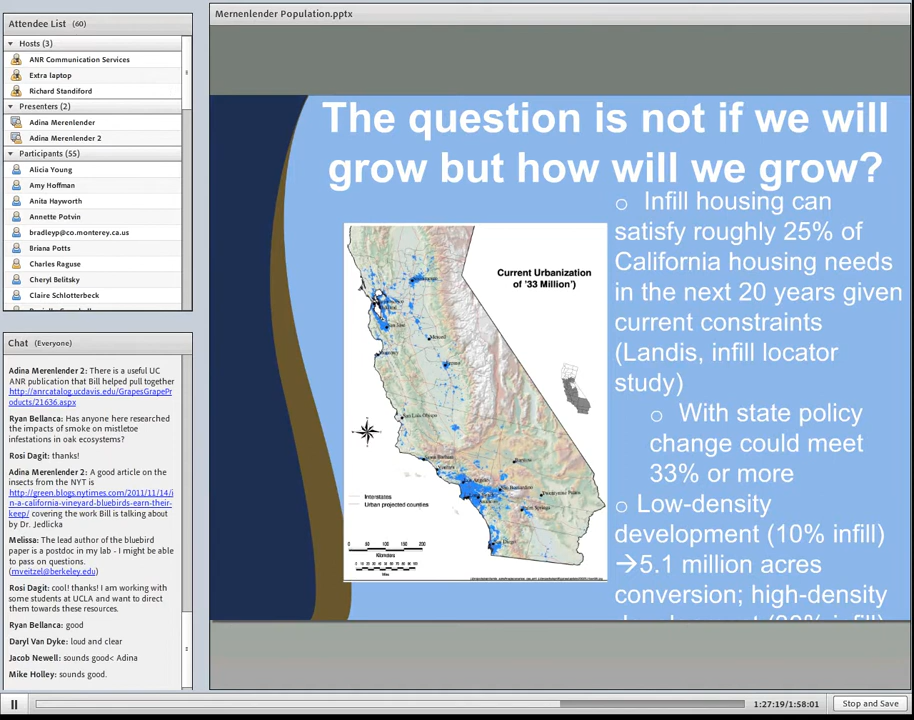 Attendee List (60)
Hosts (3)
ANR Communication Services
Extra laptop
Richard Standiford
Presenters (2)
Adina Merenlender
Adina Merenlender 2
Participants (55)
Alicia Young
Amy Hoffman
Anita Hayworth
Annette Potvin
bradleyp@co.monterey.ca.us
Briana Potts
Charles Raguse
Cheryl Belitsky
Claire Schlotterbeck
Chat (Everyone)
Adina Merenlender 2: There is a useful UC
ANR publication that Bill helped pull together
http://anrcatalog.ucdavis.edu/GrapesGrapePr
oducts/21636.aspx
Ryan Bellanca: Has anyone here researched
the impacts of smoke on mistletoe
infestations in oak ecosystems?
Rosi Dagit: thanks!
Adina Merenlender 2: A good article on the
insects from the NYT is
http://green.blogs.nytimes.com/2011/11/14/i
n-a-california-vineyard-bluebirds-earn-their-
keep/ covering the work Bill is talking about
by Dr. Jedlicka
Melissa: The lead author of the bluebird
paper is a postdoc in my lab - I might be able
to pass on questions.
(mveitzel@berkeley.edu)
Rosi Dagit: cool! thanks! I am working with
some students at UCLA and want to direct
them towards these resources.
Ryan Bellanca: good
Daryl Van Dyke: loud and clear
Jacob Newell: sounds good< Adina
Mike Holley: sounds good.
Mernenlender Population.pptx
The question is not if we will
grow but how will we grow?
Current Urbanization
of '33 Million')
Interstates
Urban projected counties
0 50 100 150 200
Kilometers
Miles
o Infill housing can
satisfy roughly 25% of
California housing needs
in the next 20 years given
current constraints
(Landis, infill locator
study)
o With state policy
change could meet
33% or more
o Low-density
development (10% infill)
→5.1 million acres
conversion; high-density
1:27:19/1:58:01
Stop and Save